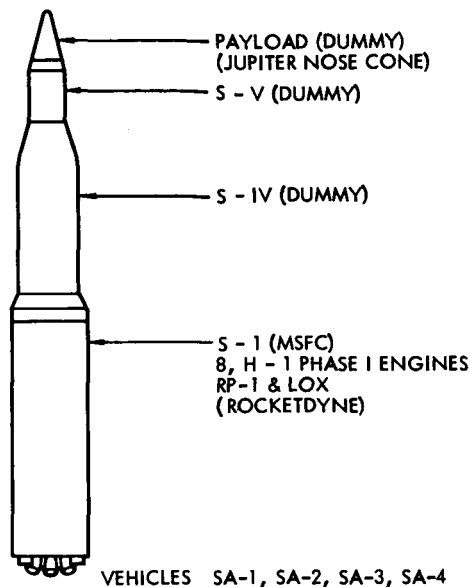 PAYLOAD (DUMMY)
(JUPITER NOSE CONE)
S - V (DUMMY)
S - IV (DUMMY)
S - 1 (MSFC)
8, H - 1 PHASE I ENGINES
RP-1 & LOX
(ROCKETDYNE)
VEHICLES SA-1, SA-2, SA-3, SA-4